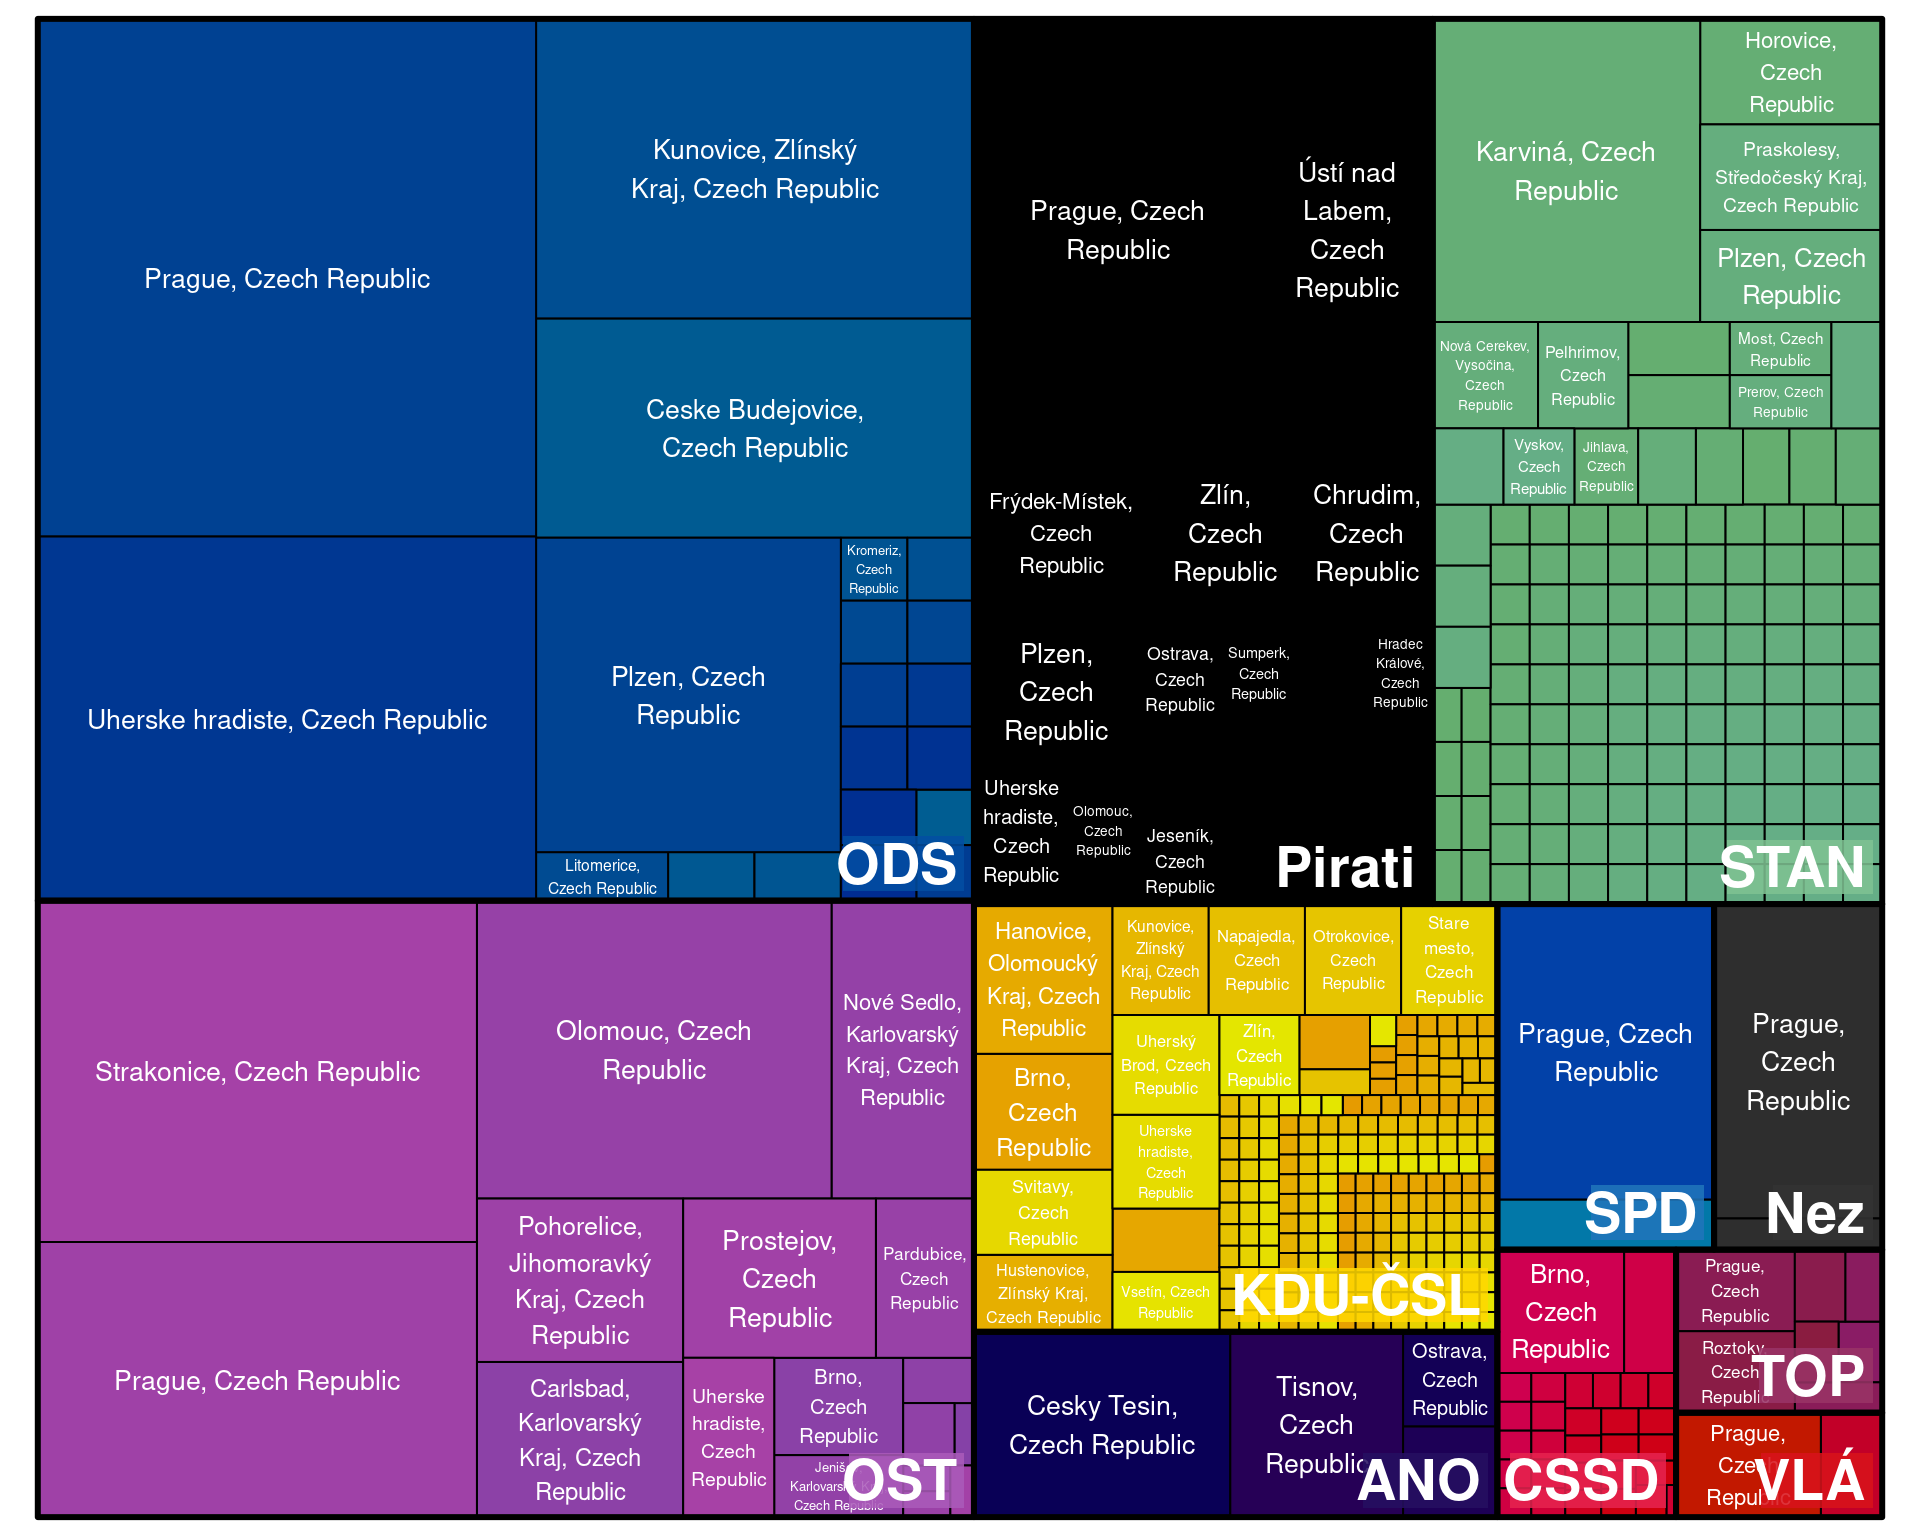 Prague, Czech Republic
Kunovice, Zlínský
Kraj, Czech Republic
Ceske Budejovice,
Czech Republic
Uherske hradiste, Czech Republic
Plzen, Czech
Republic
Kromeriz,
Czech
Republic
Litomerice,
Czech Republic
ODS
Prague, Czech
Republic
Ústí nad
Labem,
Czech
Republic
Frýdek-Místek,
Czech
Republic
Zlín,
Czech
Republic
Chrudim,
Czech
Republic
Plzen,
Czech
Republic
Ostrava,
Czech
Republic
Sumperk,
Czech
Republic
Hradec
Králové,
Czech
Republic
Uherske
hradiste,
Czech
Republic
Olomouc,
Czech
Republic
Jeseník,
Czech
Republic
Pirati
Karviná, Czech
Republic
Horovice,
Czech
Republic
Praskolesy,
Středočeský Kraj,
Czech Republic
Plzen, Czech
Republic
Nová Cerekev,
Vysočina,
Czech
Republic
Pelhrimov,
Czech
Republic
Most, Czech
Republic
Prerov, Czech
Republic
Vyskov,
Czech
Republic
Jihlava,
Czech
Republic
STAN
Strakonice, Czech Republic
Prague, Czech Republic
Olomouc, Czech
Republic
Nové Sedlo,
Karlovarský
Kraj, Czech
Republic
Pohorelice,
Jihomoravký
Kraj, Czech
Republic
Prostejov,
Czech
Republic
Pardubice,
Czech
Republic
Carlsbad,
Karlovarský
Kraj, Czech
Republic
Uherske
hradiste,
Czech
Republic
Brno,
Czech
Republic
Czech Republic
OST
Hanovice,
Olomoucký
Kraj, Czech
Republic
Kunovice,
Zlínský
Kraj, Czech
Republic
Napajedla,
Czech
Republic
Otrokovice,
Czech
Republic
Stare
mesto,
Czech
Republic
Brno,
Czech
Republic
Uherský
Brod, Czech
Republic
Zlín,
Czech
Republic
Uherske
hradiste,
Czech
Republic
Svitavy,
Czech
Republic
Hustenovice,
Zlínský Kraj,
Czech Republic
Vsetín, Czech
Republic
KDU-ČSL
Prague, Czech
Republic
SPD
Prague,
Czech
Republic
Nez
Cesky Tesin,
Czech Republic
Tisnov,
Czech
Republic
Ostrava,
Czech
Republic
ANO
Brno,
Czech
Republic
CSSD
Prague,
Czech
Republic
Roztoky,
Czech
Republic
TOP
Prague,
Czech
Republic
VLÁ